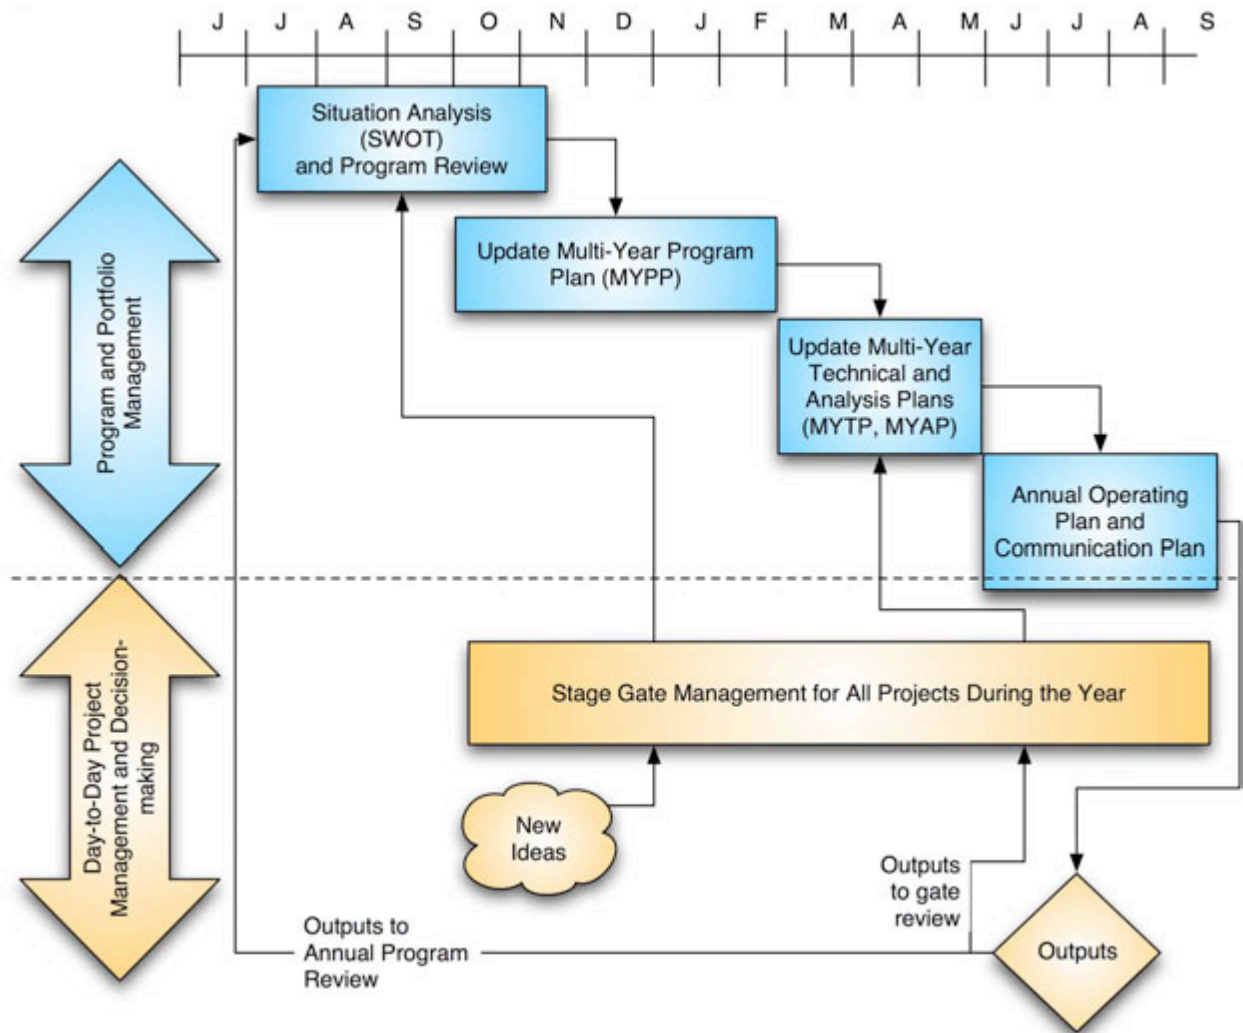 J J A S O N D J F M A M J J A S
Situation Analysis
(SWOT)
and Program Review
Update Multi-Year Program
Plan (MYPP)
Update Multi-Year
Technical and
Analysis Plans
(MYTP, MYAP)
Annual Operating
Plan and
Communication Plan
Program and Portfolio
Management
Stage Gate Management for All Projects During the Year
Day-to-Day Project
Management and Decision-
making
New
Ideas
Outputs
to gate
review
Outputs to
Annual Program
Review
Outputs